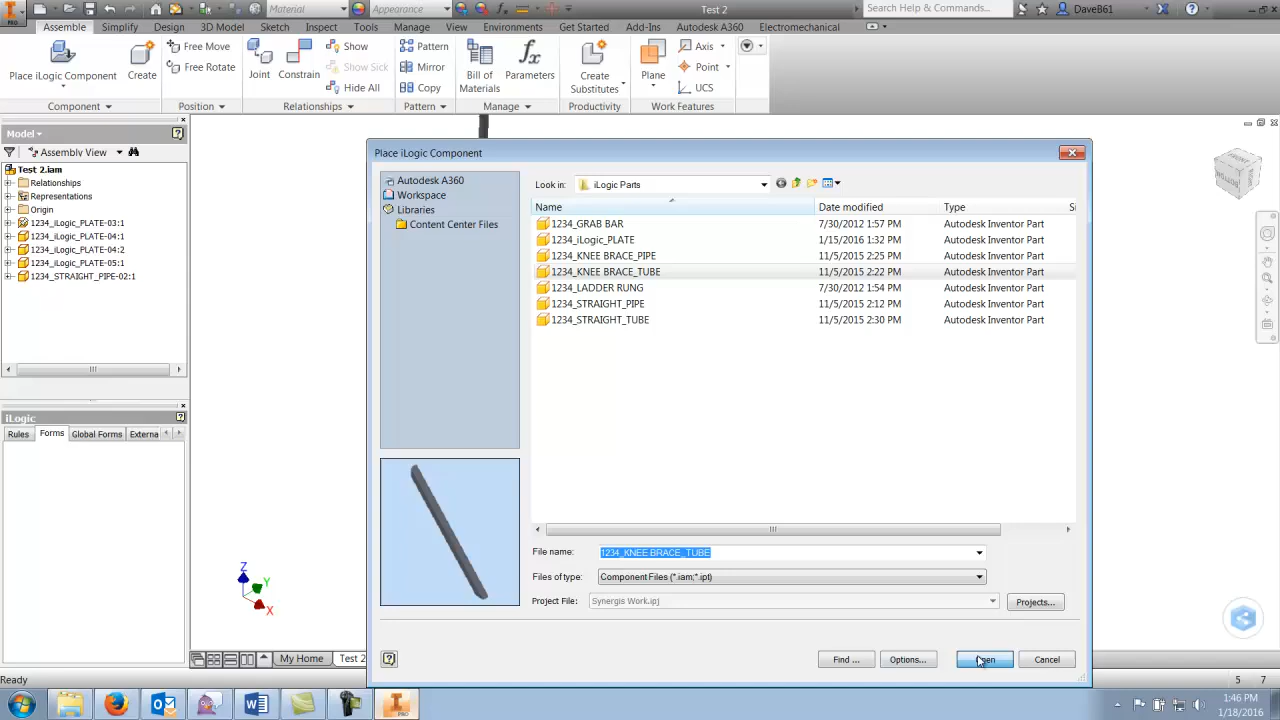 Material
Appearance
Test 2
Search Help & Commands...
DaveB61
Assemble Simplify Design 3D Model Sketch Inspect Tools Manage View Environments Get Started Add-Ins Autodesk A360 Electromechanical
Place iLogic Component
Create
Free Move
Free Rotate
Joint
Constrain
Show
Show Sick
Hide All
Pattern
Mirror
Copy
Bill of
Materials
Parameters
Create
Substitutes
Plane
Axis
Point
UCS
Component Position Relationships Pattern Manage Productivity Work Features
Model
Assembly View
Test 2.iam
Relationships
Representations
Origin
1234_iLogic_PLATE-03:1
1234_iLogic_PLATE-04:1
1234_iLogic_PLATE-04:2
1234_iLogic_PLATE-05:1
1234_STRAIGHT_PIPE-02:1
iLogic
Rules Forms Global Forms Externa
Z
Y
X
My Home Test 2
Ready
FRONT
BOTTOM
Place iLogic Component
Autodesk A360
Workspace
Libraries
Content Center Files
Look in: iLogic Parts
Name Date modified Type Si
1234_GRAB BAR 7/30/2012 1:57 PM Autodesk Inventor Part
1234_iLogic_PLATE 1/15/2016 1:32 PM Autodesk Inventor Part
1234_KNEE BRACE_PIPE 11/5/2015 2:25 PM Autodesk Inventor Part
1234_KNEE BRACE_TUBE 11/5/2015 2:22 PM Autodesk Inventor Part
1234_LADDER RUNG 7/30/2012 1:54 PM Autodesk Inventor Part
1234_STRAIGHT_PIPE 11/5/2015 2:12 PM Autodesk Inventor Part
1234_STRAIGHT_TUBE 11/5/2015 2:30 PM Autodesk Inventor Part
File name: 1234_KNEE BRACE_TUBE
Files of type: Component Files (*.iam;*.ipt)
Project File: Synergis Work.ipj Projects...
Find ... Options... Open Cancel
5 7
1:46 PM
1/18/2016